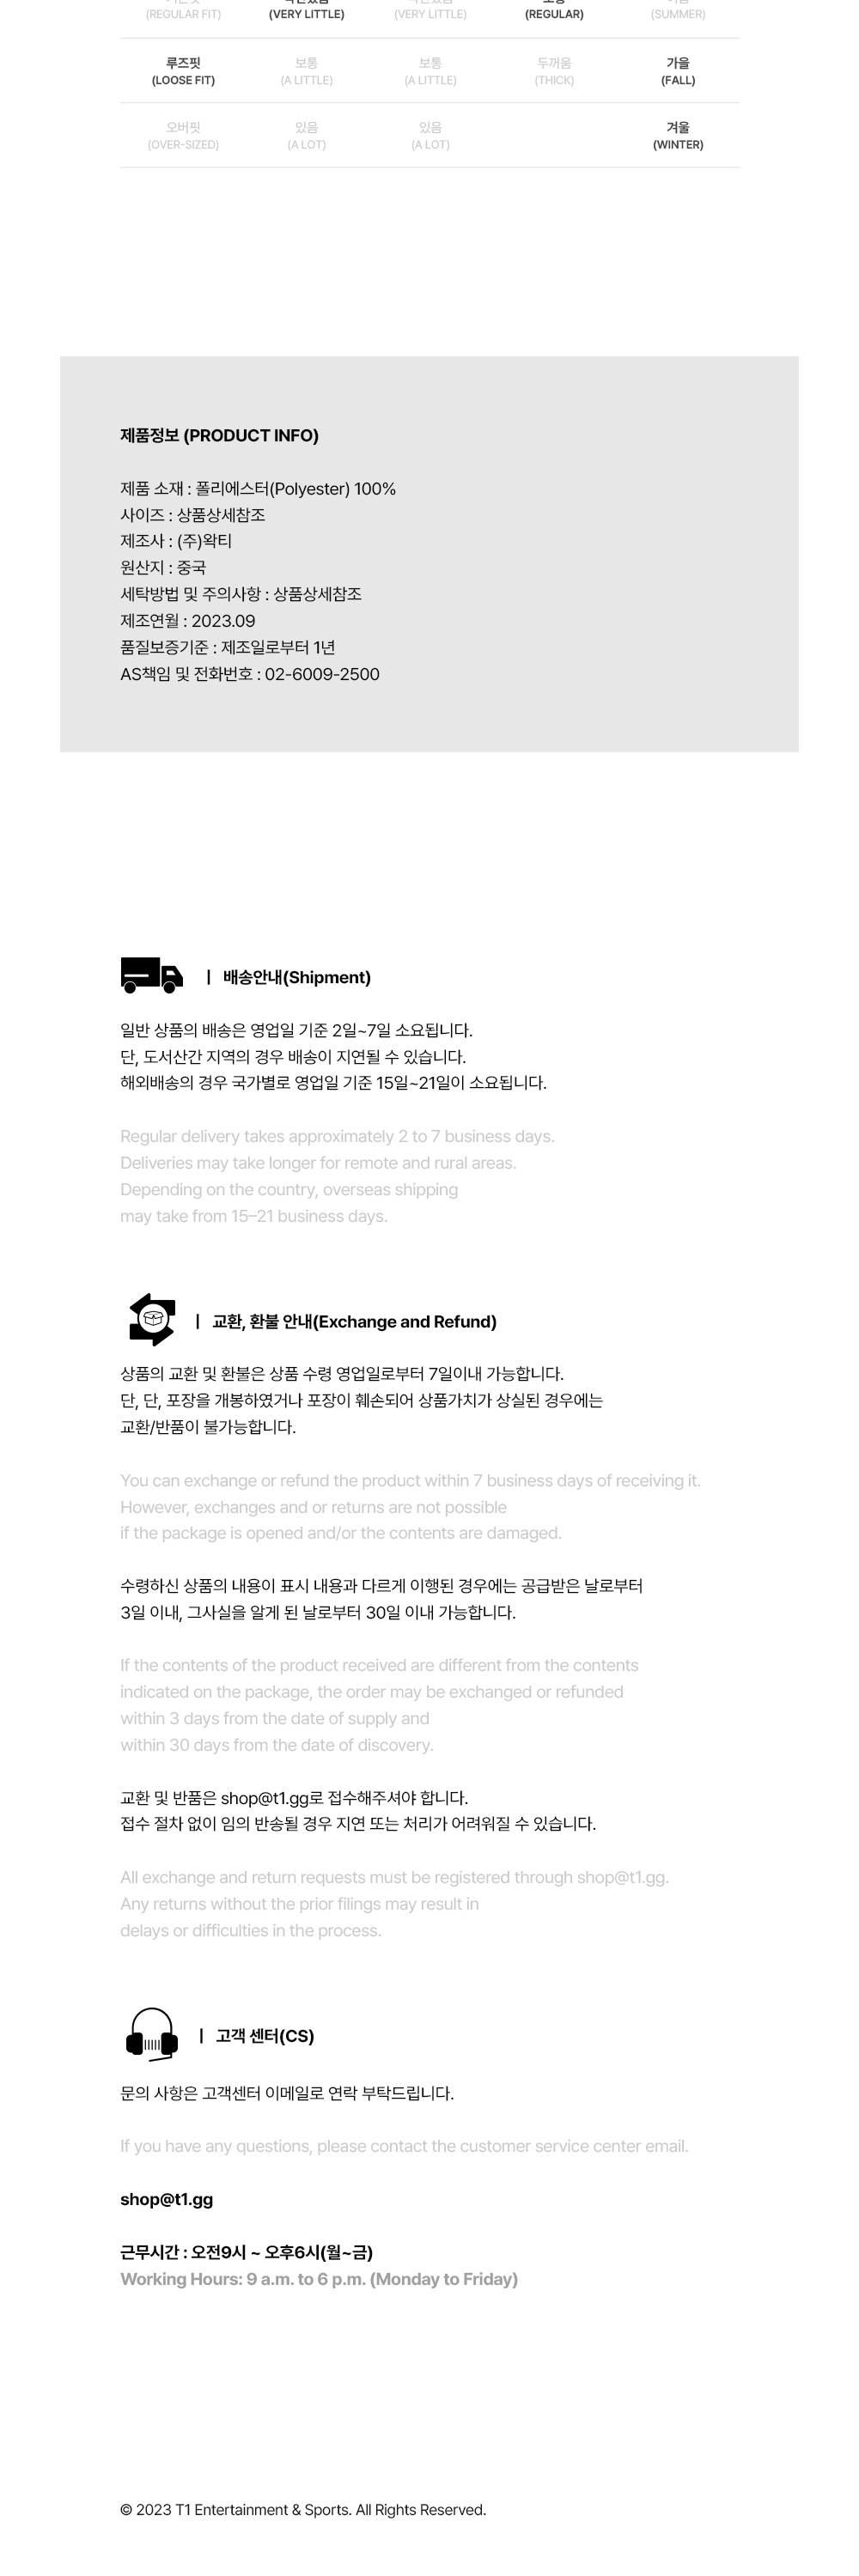 (REGULAR FIT) (VERY LITTLE) (VERY LITTLE) (REGULAR) (SUMMER)
루즈핏 보통 보통 두꺼움 가을
(LOOSE FIT) (A LITTLE) (A LITTLE) (THICK) (FALL)
오버핏 있음 있음 겨울
(OVER-SIZED) (A LOT) (A LOT) (WINTER)
제품정보 (PRODUCT INFO)
제품 소재 : 폴리에스터(Polyester) 100%
사이즈 : 상품상세참조
제조사 : (주)왁티
원산지 : 중국
세탁방법 및 주의사항 : 상품상세참조
제조연월 : 2023.09
품질보증기준 : 제조일로부터 1년
AS책임 및 전화번호 : 02-6009-2500
| 배송안내(Shipment)
일반 상품의 배송은 영업일 기준 2일~7일 소요됩니다.
단, 도서산간 지역의 경우 배송이 지연될 수 있습니다.
해외배송의 경우 국가별로 영업일 기준 15일~21일이 소요됩니다.
Regular delivery takes approximately 2 to 7 business days.
Deliveries may take longer for remote and rural areas.
Depending on the country, overseas shipping
may take from 15–21 business days.
| 교환, 환불 안내(Exchange and Refund)
상품의 교환 및 환불은 상품 수령 영업일로부터 7일이내 가능합니다.
단, 단, 포장을 개봉하였거나 포장이 훼손되어 상품가치가 상실된 경우에는
교환/반품이 불가능합니다.
You can exchange or refund the product within 7 business days of receiving it.
However, exchanges and or returns are not possible
if the package is opened and/or the contents are damaged.
수령하신 상품의 내용이 표시 내용과 다르게 이행된 경우에는 공급받은 날로부터
3일 이내, 그사실을 알게 된 날로부터 30일 이내 가능합니다.
If the contents of the product received are different from the contents
indicated on the package, the order may be exchanged or refunded
within 3 days from the date of supply and
within 30 days from the date of discovery.
교환 및 반품은 shop@t1.gg로 접수해주셔야 합니다.
접수 절차 없이 임의 반송될 경우 지연 또는 처리가 어려워질 수 있습니다.
All exchange and return requests must be registered through shop@t1.gg.
Any returns without the prior filings may result in
delays or difficulties in the process.
| 고객 센터(CS)
문의 사항은 고객센터 이메일로 연락 부탁드립니다.
If you have any questions, please contact the customer service center email.
shop@t1.gg
근무시간 : 오전9시 ~ 오후6시(월~금)
Working Hours: 9 a.m. to 6 p.m. (Monday to Friday)
© 2023 T1 Entertainment & Sports. All Rights Reserved.